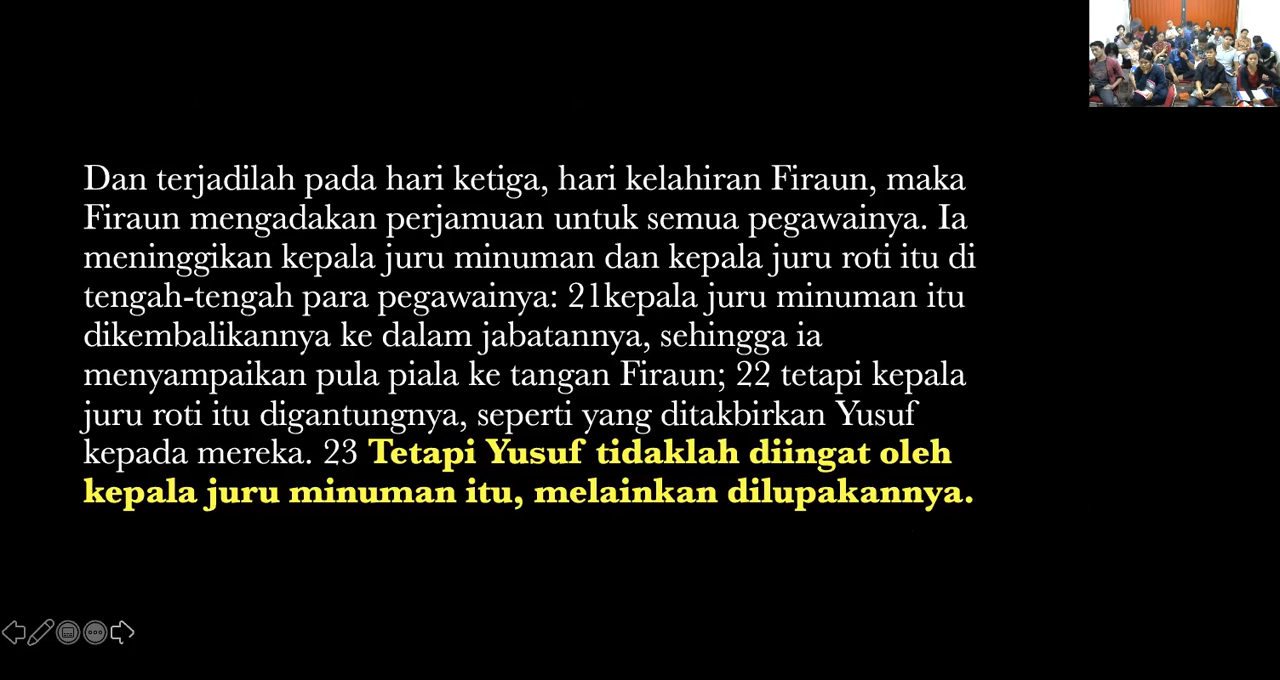 Dan terjadilah pada hari ketiga, hari kelahiran Firaun, maka
Firaun mengadakan perjamuan untuk semua pegawainya. Ia
meninggikan kepala juru minuman dan kepala juru roti itu di
tengah-tengah para pegawainya: 21kepala juru minuman itu
dikembalikannya ke dalam jabatannya, sehingga ia
menyampaikan pula piala ke tangan Firaun; 22 tetapi kepala
juru roti itu digantungnya, seperti yang ditakbirkan Yusuf
kepada mereka. 23 Tetapi Yusuf tidaklah diingat oleh
kepala juru minuman itu, melainkan dilupakannya.